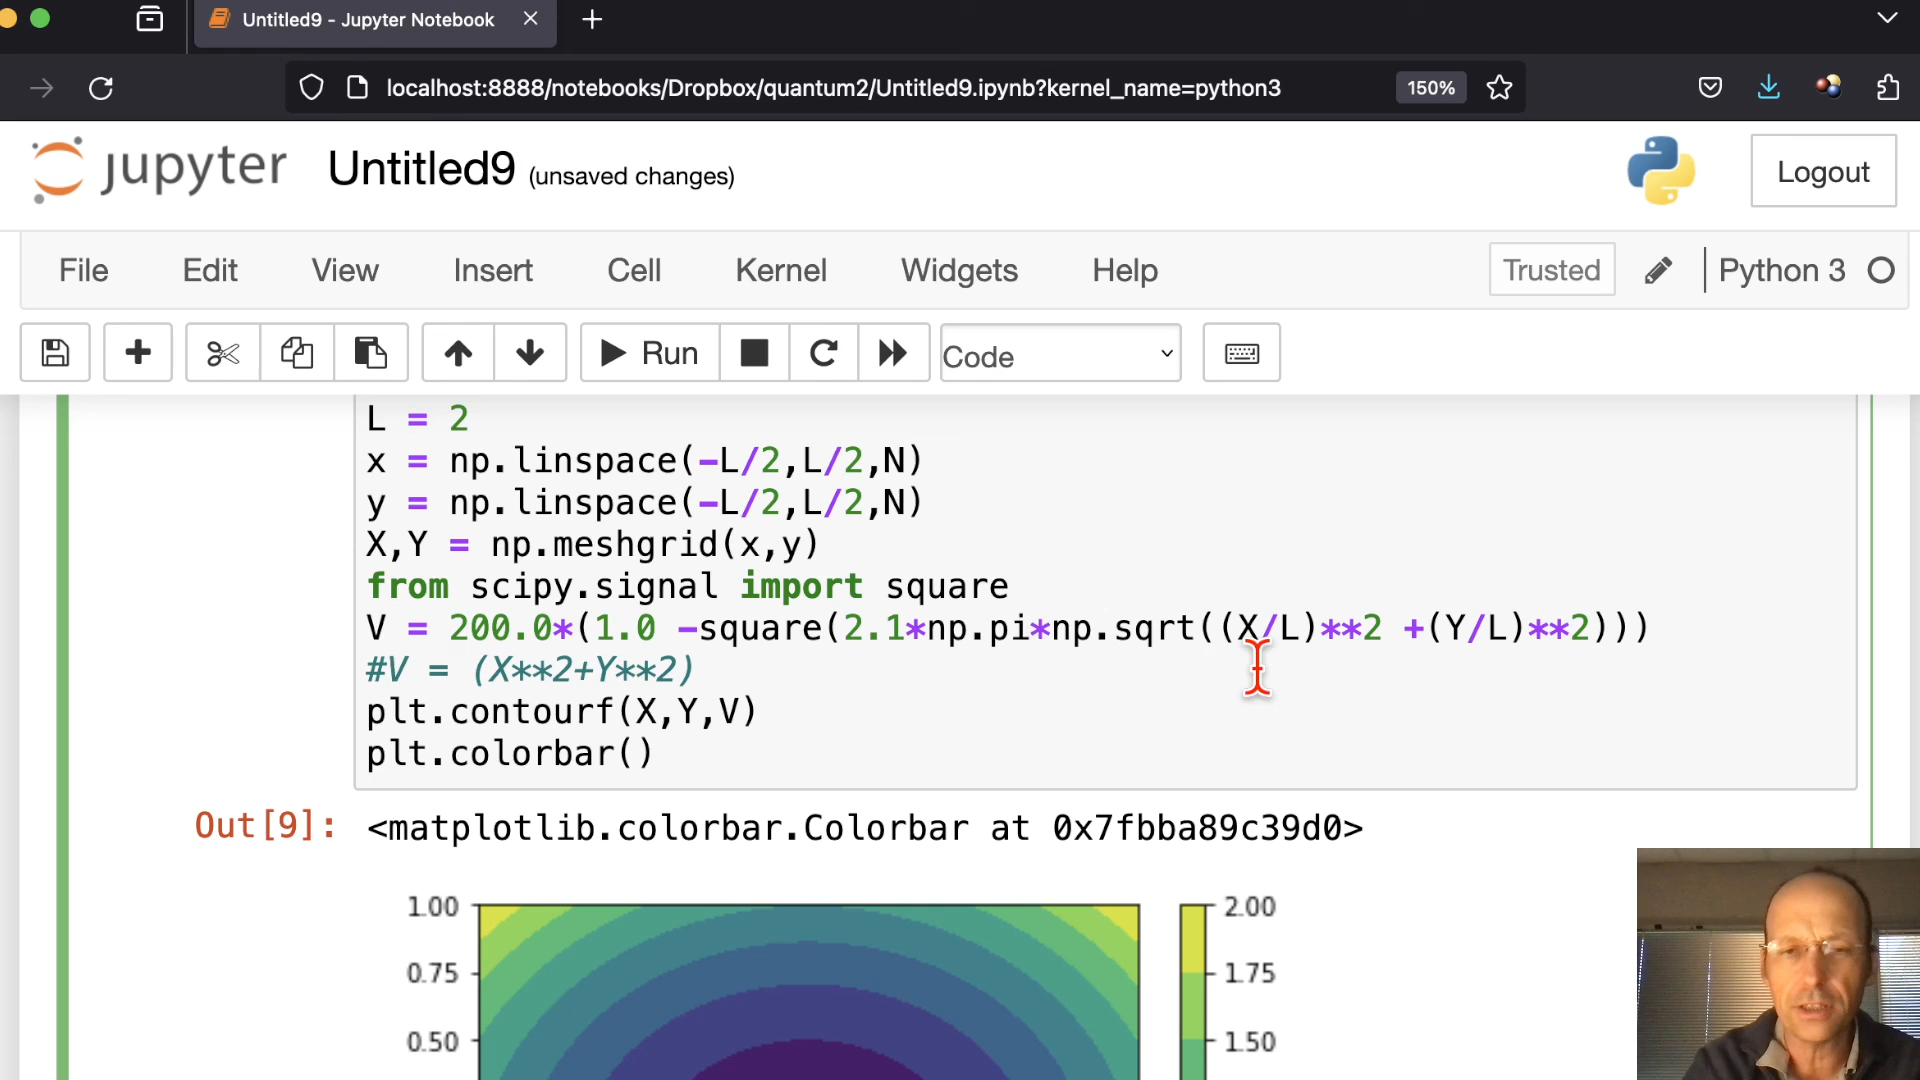 Untitled9 - Jupyter Notebook
localhost:8888/notebooks/Dropbox/quantum2/Untitled9.ipynb?kernel_name=python3
150%
jupyter Untitled9 (unsaved changes)
Logout
File Edit View Insert Cell Kernel Widgets Help
Trusted
Python 3
Run
Code
L = 2
x = np.linspace(-L/2,L/2,N)
y = np.linspace(-L/2,L/2,N)
X,Y = np.meshgrid(x,y)
from scipy.signal import square
V = 200.0*(1.0 -square(2.1*np.pi*np.sqrt((X/L)**2 +(Y/L)**2)))
#V = (X**2+Y**2)
plt.contourf(X,Y,V)
plt.colorbar()
Out[9]: <matplotlib.colorbar.Colorbar at 0x7fbba89c39d0>
1.00
2.00
0.75
1.75
0.50
1.50